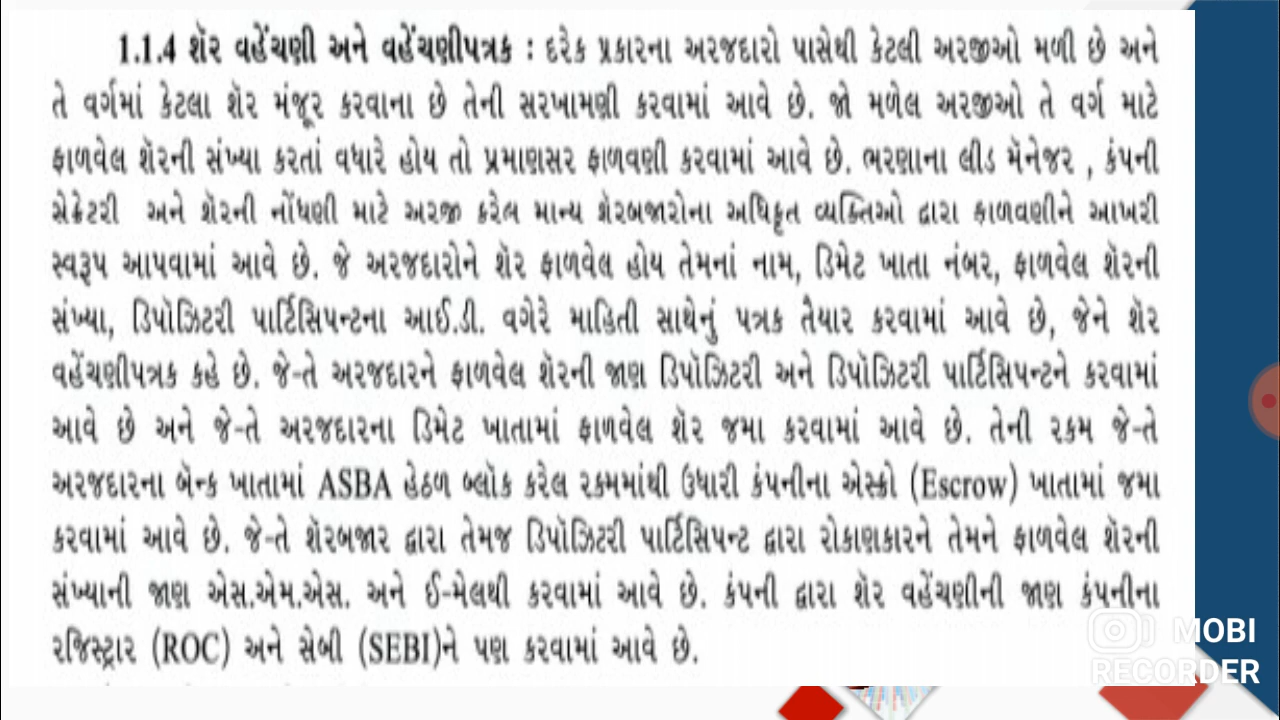 1.1.4 શૅર વહેંચણી અને વહેંચણીપત્રક : દરેક પ્રકારના અરજદારો પાસેથી કેટલી અરજીઓ મળી છે અને
તે વર્ગમાં કેટલા શૅર મંજૂર કરવાના છે તેની સરખામણી કરવામાં આવે છે. જો મળેલ અરજીઓ તે વર્ગ માટે
ફાળવેલ શૅરની સંખ્યા કરતાં વધારે હોય તો પ્રમાણસર ફાળવણી કરવામાં આવે છે. ભરણાના લીડ મૅનેજર , કંપની
સેક્રેટરી અને શૅરની નોંધણી માટે અરજી કરેલ માન્ય શૅરબજારોના અધિકૃત વ્યક્તિઓ દ્વારા ફાળવણીને આખરી
સ્વરૂપ આપવામાં આવે છે. જે અરજદારોને શૅર ફાળવેલ હોય તેમનાં નામ, ડિમેટ ખાતા નંબર, ફાળવેલ શૅરની
સંખ્યા, ડિપૉઝિટરી પાર્ટિસિપન્ટના આઈ.ડી. વગેરે માહિતી સાથેનું પત્રક તૈયાર કરવામાં આવે છે, જેને શૅર
વહેંચણીપત્રક કહે છે. જે-તે અરજદારને ફાળવેલ શૅરની જાણ ડિપૉઝિટરી અને ડિપૉઝિટરી પાર્ટિસિપન્ટને કરવામાં
આવે છે અને જે-તે અરજદારના ડિમેટ ખાતામાં ફાળવેલ શૅર જમા કરવામાં આવે છે. તેની રકમ જે-તે
અરજદારના બૅન્ક ખાતામાં ASBA હેઠળ બ્લૉક કરેલ રકમમાંથી ઉધારી કંપનીના એસ્ક્રો (Escrow) ખાતામાં જમા
કરવામાં આવે છે. જે-તે શૅરબજાર દ્વારા તેમજ ડિપૉઝિટરી પાર્ટિસિપન્ટ દ્વારા રોકાણકારને તેમને ફાળવેલ શૅરની
સંખ્યાની જાણ એસ.એમ.એસ. અને ઈ-મેલથી કરવામાં આવે છે. કંપની દ્વારા શૅર વહેંચણીની જાણ કંપનીના
રજિસ્ટ્રાર (ROC) અને સેબી (SEBI)ને પણ કરવામાં આવે છે.
MOBI
RECORDER